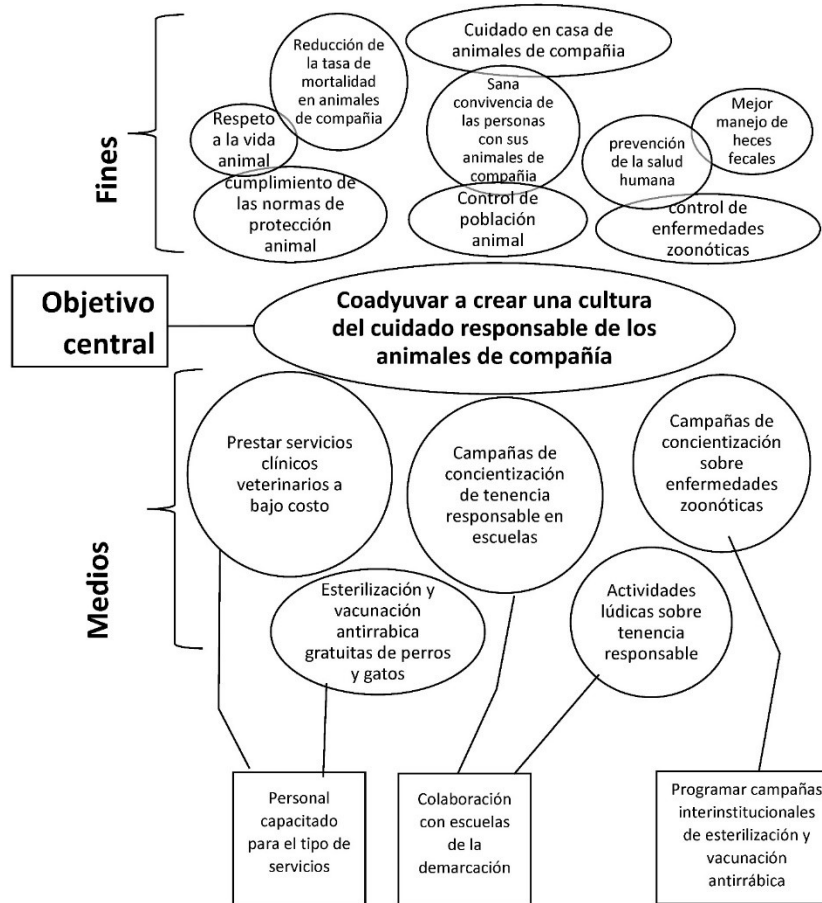 Fines
Reducción de
la tasa de
mortalidad
en animales
de compañia
Cuidado en casa de
animales de compañia
Respeto
a la vida
animal
Sana
convivencia de
las personas
con sus
animales de
compañia
prevención
de la salud
humana
Mejor
manejo de
heces
fecales
cumplimiento de
las normas de
protección
animal
Control de
población
animal
control de
enfermedades
zoonóticas
Objetivo
central
Coadyuvar a crear una cultura
del cuidado responsable de los
animales de compañía
Medios
Prestar servicios
clínicos
veterinarios a
bajo costo
Campañas de
concientización
de tenencia
responsable en
escuelas
Campañas de
concientización
sobre
enfermedades
zoonóticas
Esterilización y
vacunación
antirrabica
gratuitas de perros
y gatos
Actividades
lúdicas sobre
tenencia
responsable
Personal
capacitado
para el tipo de
servicios
Colaboración
con escuelas
de la
demarcación
Programar campañas
interinstitucionales
de esterilización y
vacunación
antirrábica